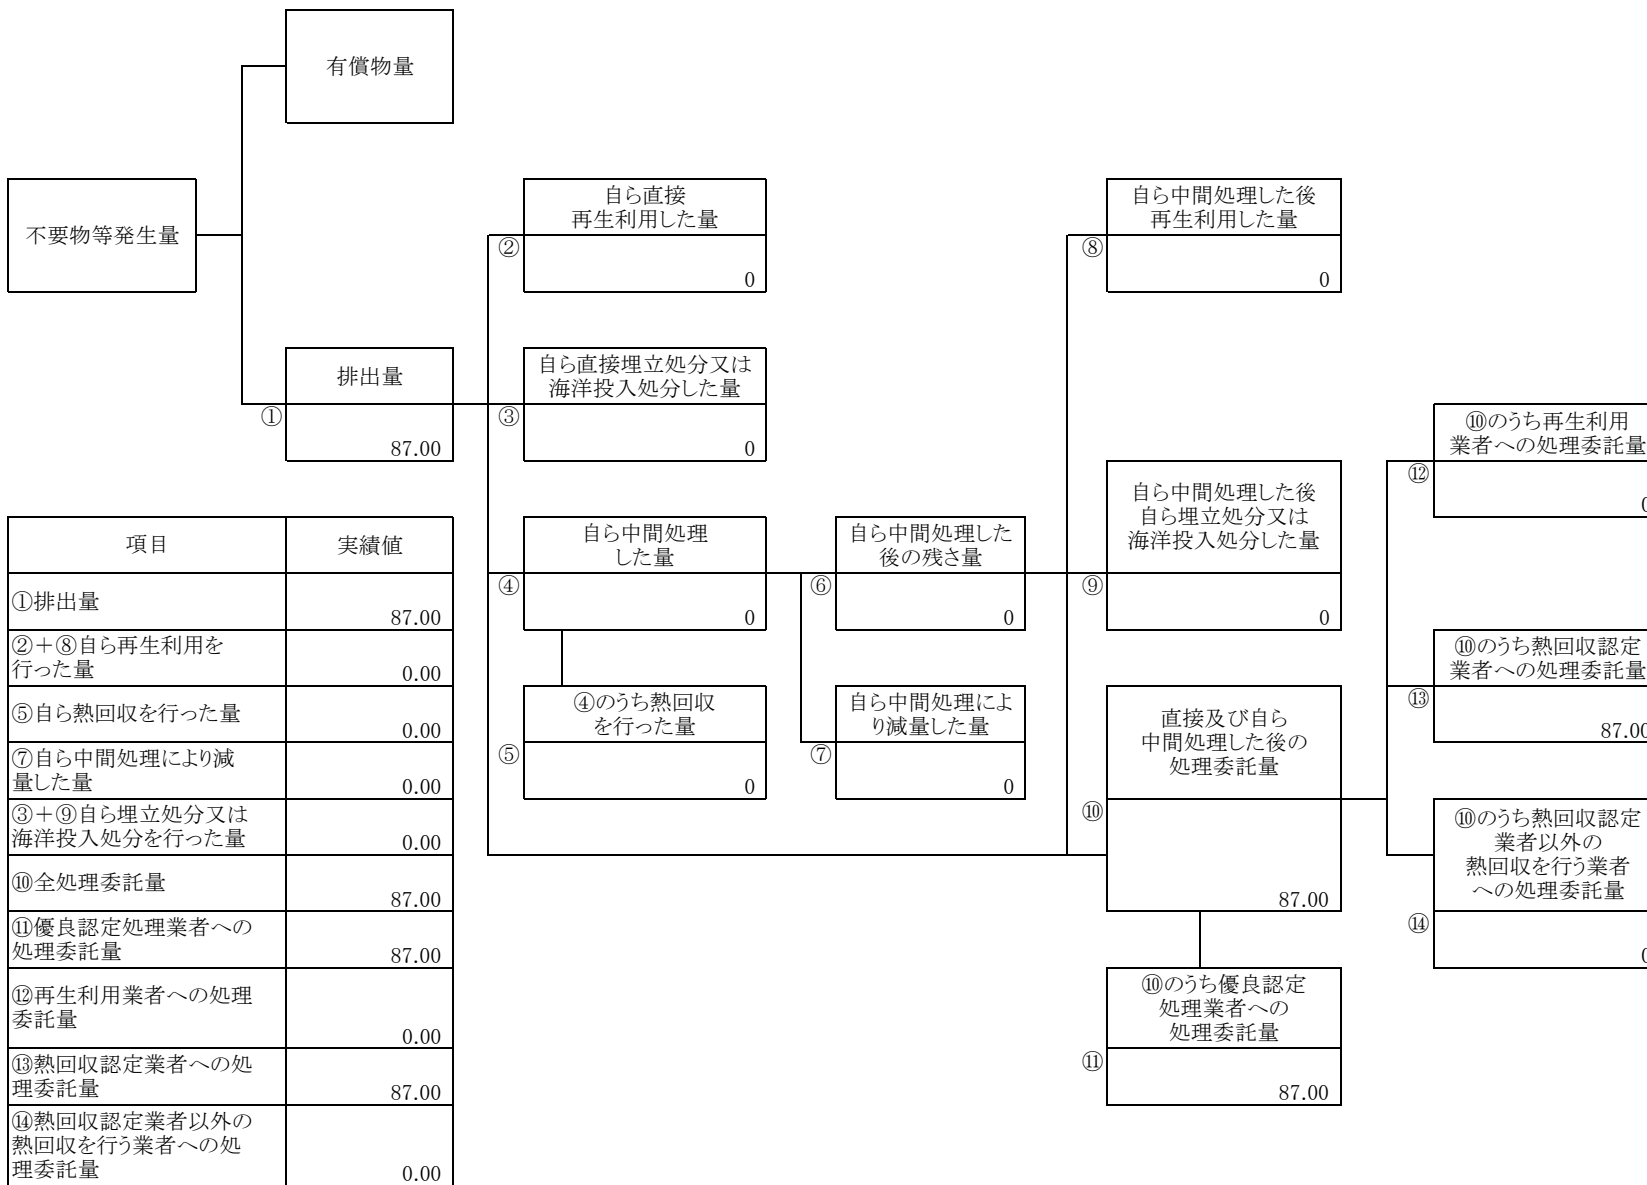 有償物量
不要物等発生量
自ら直接
再生利用した量
②
0
自ら中間処理した後
再生利用した量
⑧
0
排出量
①
87.00
自ら直接埋立処分又は
海洋投入処分した量
③
0
⑩のうち再生利用
業者への処理委託量
⑫
0
自ら中間処理した後
自ら埋立処分又は
海洋投入処分した量
⑨
0
自ら中間処理
した量
④
0
自ら中間処理した
後の残さ量
⑥
0
⑩のうち熱回収認定
業者への処理委託量
⑬
87.00
④のうち熱回収
を行った量
⑤
0
自ら中間処理によ
り減量した量
⑦
0
直接及び自ら
中間処理した後の
処理委託量
⑩
87.00
⑩のうち熱回収認定
業者以外の
熱回収を行う業者
への処理委託量
⑭
0
⑩のうち優良認定
処理業者への
処理委託量
⑪
87.00
項目 実績値
①排出量
87.00
②＋⑧自ら再生利用を
行った量 0.00
⑤自ら熱回収を行った量
0.00
⑦自ら中間処理により減
量した量 0.00
③＋⑨自ら埋立処分又は
海洋投入処分を行った量 0.00
⑩全処理委託量
87.00
⑪優良認定処理業者への
処理委託量 87.00
⑫再生利用業者への処理
委託量
0.00
⑬熱回収認定業者への処
理委託量 87.00
⑭熱回収認定業者以外の
熱回収を行う業者への処
理委託量 0.00